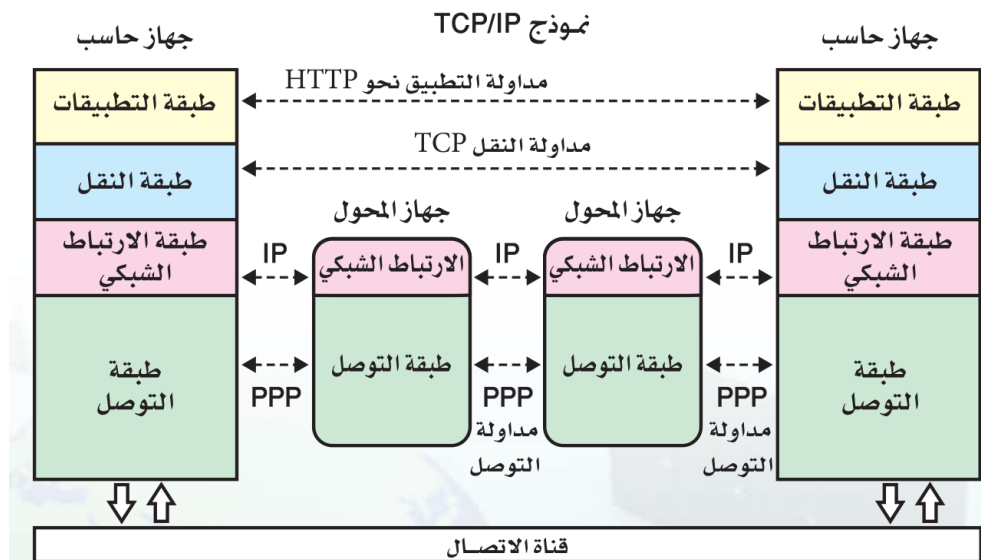 نموذج TCP/IP
جهاز حاسب
جهاز حاسب
طبقة التطبيقات
مداولة التطبيق نحو HTTP
طبقة التطبيقات
طبقة النقل
مداولة النقل TCP
طبقة النقل
جهاز المحول
جهاز المحول
طبقة الارتباط
الشبكي
IP
الارتباط الشبكي
IP
الارتباط الشبكي
IP
طبقة الارتباط
الشبكي
طبقة
التوصل
PPP
مداولة
التوصل
طبقة التوصل
PPP
مداولة
التوصل
طبقة التوصل
PPP
طبقة
التوصل
قناة الاتصال